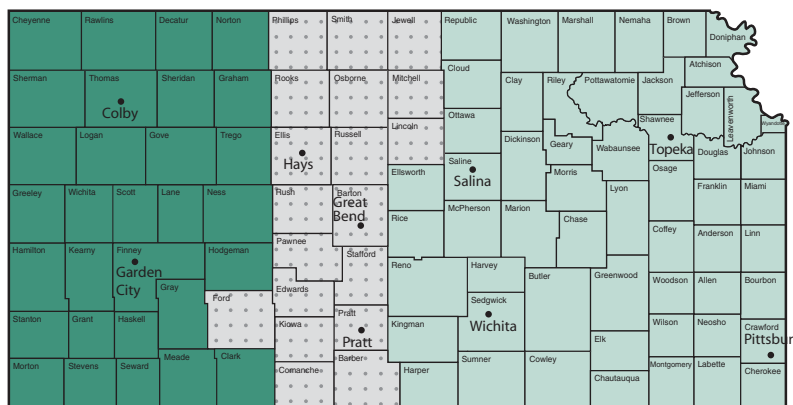 Cheyenne
Rawlins
Decatur
Norton
Phillips
Smith
Jewell
Republic
Washington
Marshall
Nemaha
Brown
Doniphan
Sherman
Thomas
Colby
Sheridan
Graham
Rooks
Osborne
Mitchell
Cloud
Clay
Riley
Pottawatomie
Jackson
Atchison
Jefferson
Leavenworth
Wyandotte
Wallace
Logan
Gove
Trego
Ellis
Hays
Russell
Lincoln
Ottawa
Saline
Salina
Dickinson
Geary
Wabaunsee
Shawnee
Topeka
Douglas
Johnson
Greeley
Wichita
Scott
Lane
Ness
Rush
Barton
Great
Bend
Ellsworth
Rice
McPherson
Marion
Morris
Chase
Lyon
Osage
Franklin
Miami
Hamilton
Kearny
Finney
Garden
City
Hodgeman
Gray
Ford
Pawnee
Edwards
Stafford
Reno
Harvey
Sedgwick
Wichita
Butler
Greenwood
Coffey
Anderson
Linn
Woodson
Allen
Bourbon
Stanton
Grant
Haskell
Kiowa
Pratt
Pratt
Kingman
Elk
Wilson
Neosho
Crawford
Pittsbur
Morton
Stevens
Seward
Meade
Clark
Comanche
Barber
Harper
Sumner
Cowley
Chautauqua
Montgomery
Labette
Cherokee